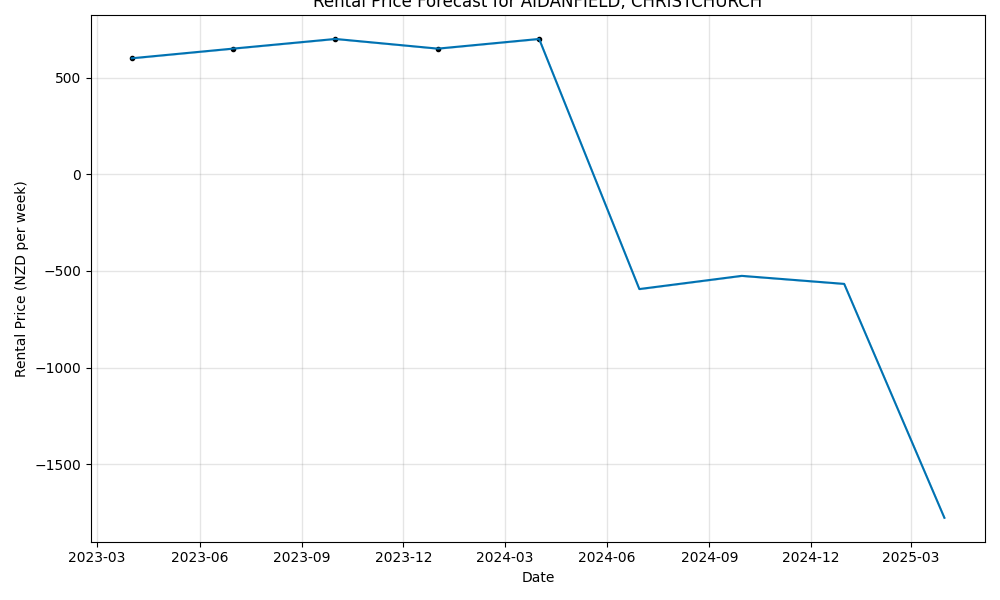 Rental Price Forecast for AIDANFIELD, CHRISTCHURCH
500
0
−500
−1000
−1500
Rental Price (NZD per week)
2023-03 2023-06 2023-09 2023-12 2024-03 2024-06 2024-09 2024-12 2025-03
Date